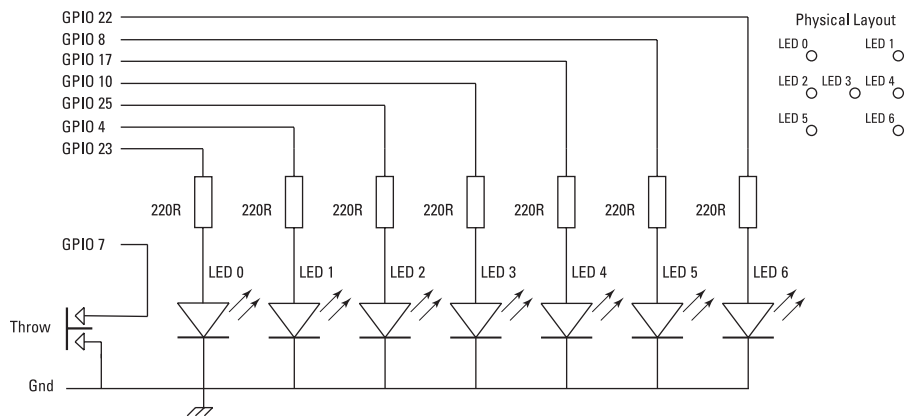 GPIO 22
GPIO 8
GPIO 17
GPIO 10
GPIO 25
GPIO 4
GPIO 23
Physical Layout
LED 0 LED 1
LED 2 LED 3 LED 4
LED 5 LED 6
220R 220R 220R 220R 220R 220R 220R
GPIO 7
LED 0 LED 1 LED 2 LED 3 LED 4 LED 5 LED 6
Throw
Gnd